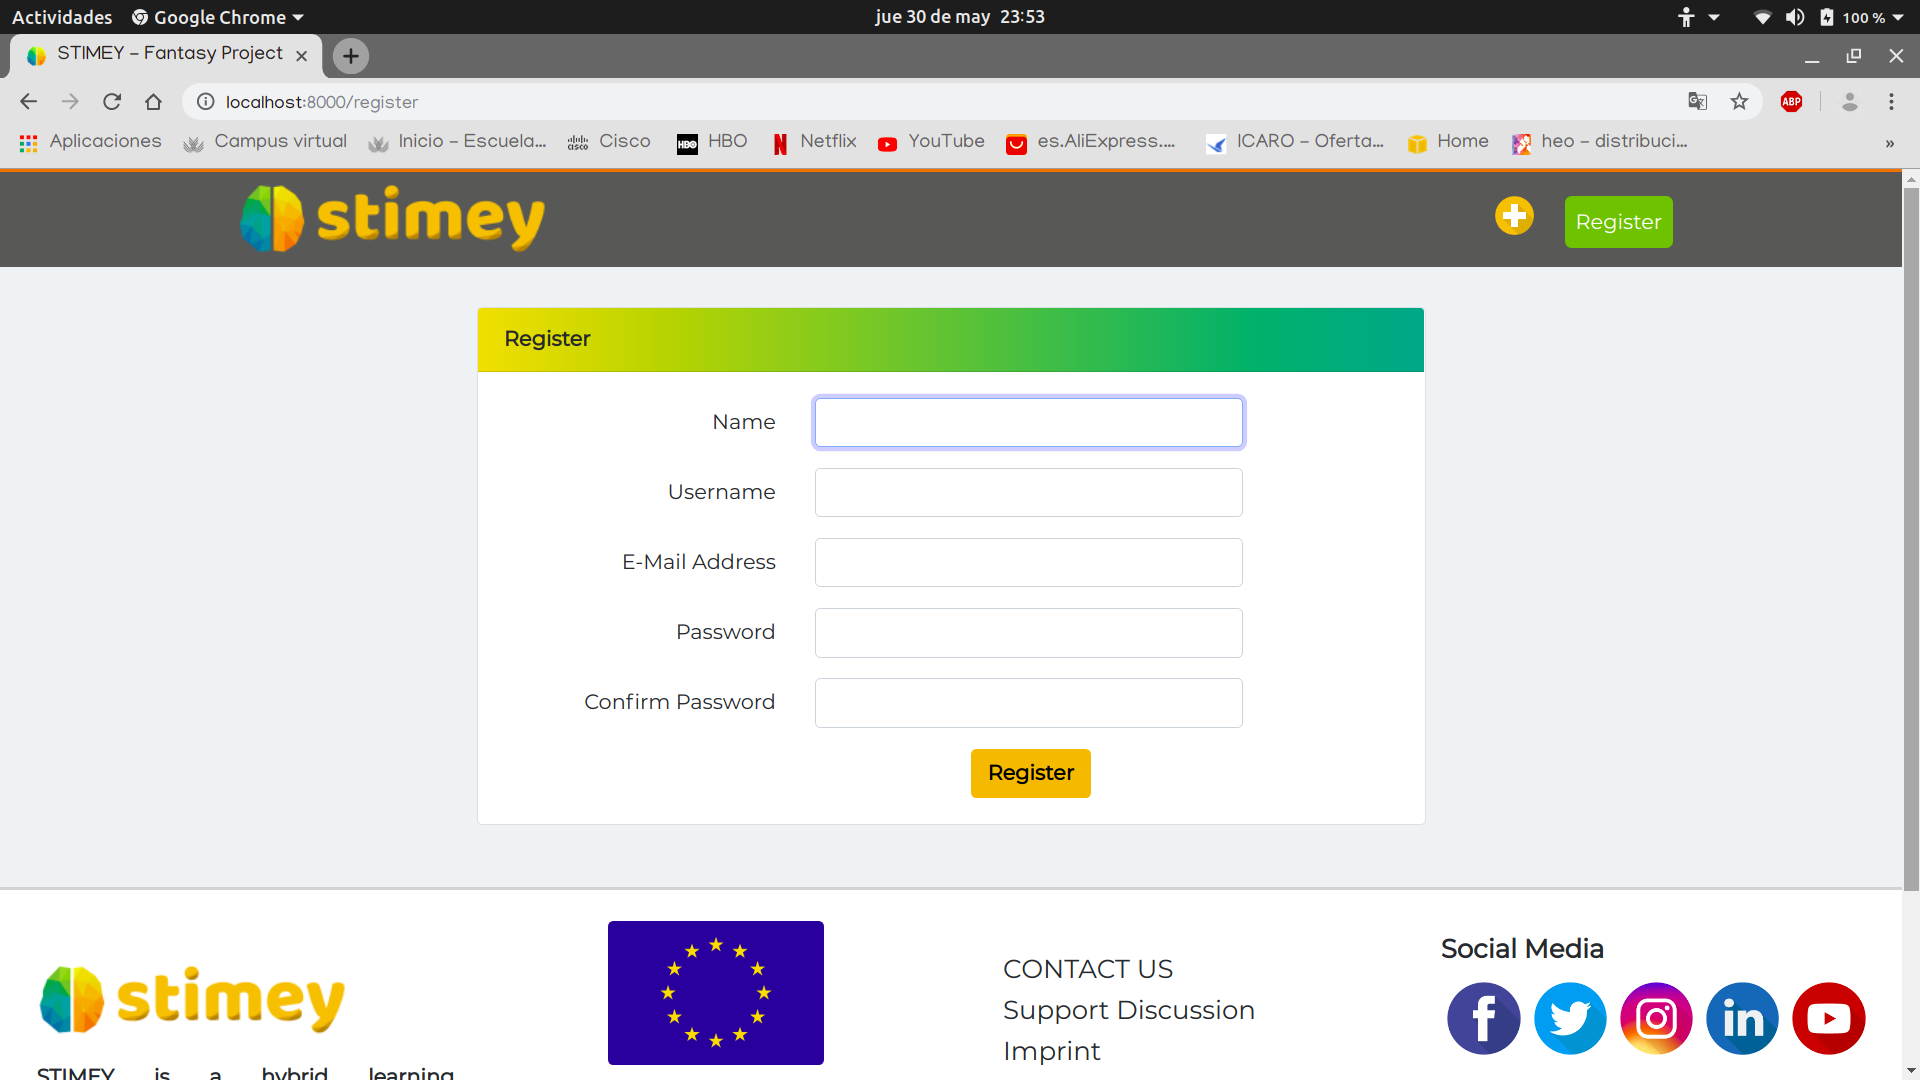 Actividades Google Chrome jue 30 de may 23:53 100 %
STIMEY – Fantasy Project
localhost:8000/register ABP
Aplicaciones Campus virtual Inicio – Escuela... Cisco HBO Netflix YouTube es.AliExpress.... ICARO – Oferta... Home heo – distribuci... »
stimey Register
Register
Name
Username
E-Mail Address
Password
Confirm Password
Register
stimey
STIMEY is a hybrid learning
CONTACT US
Support Discussion
Imprint
Social Media